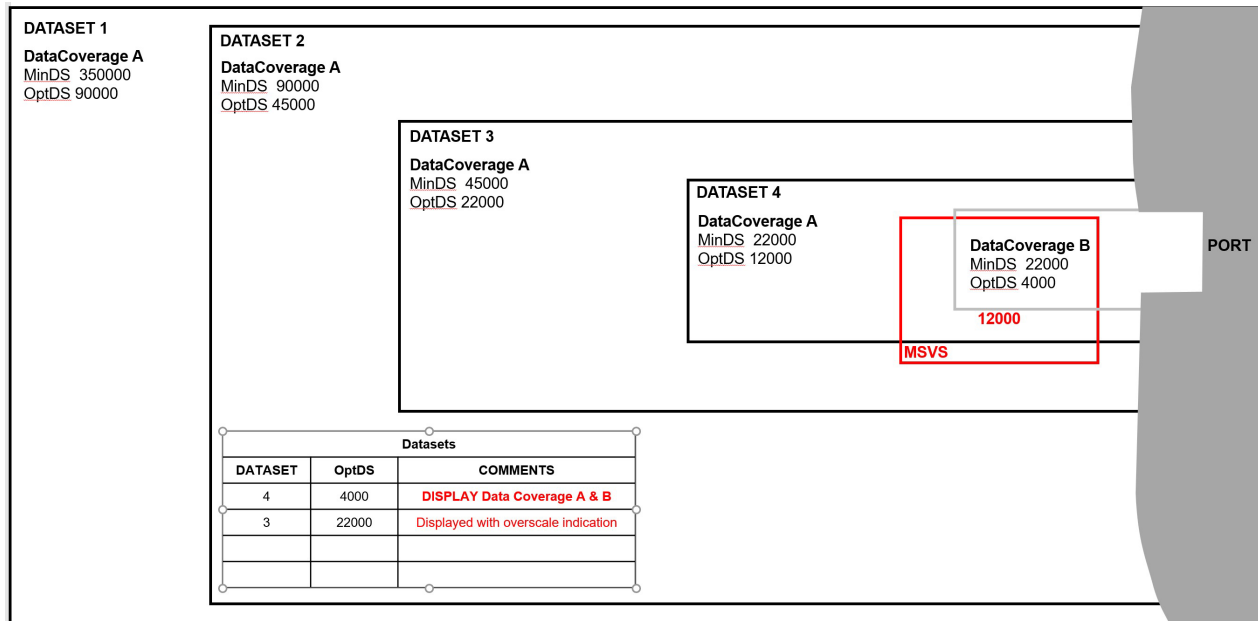 DATASET 1
DataCoverage A
MinDS 350000
OptDS 90000
DATASET 2
DataCoverage A
MinDS 90000
OptDS 45000
DATASET 3
DataCoverage A
MinDS 45000
OptDS 22000
DATASET 4
DataCoverage A
MinDS 22000
OptDS 12000
DataCoverage B
MinDS 22000
OptDS 4000
12000
MSVS
PORT
Datasets
DATASET OptDS COMMENTS
4 4000 DISPLAY Data Coverage A & B
3 22000 Displayed with overscale indication